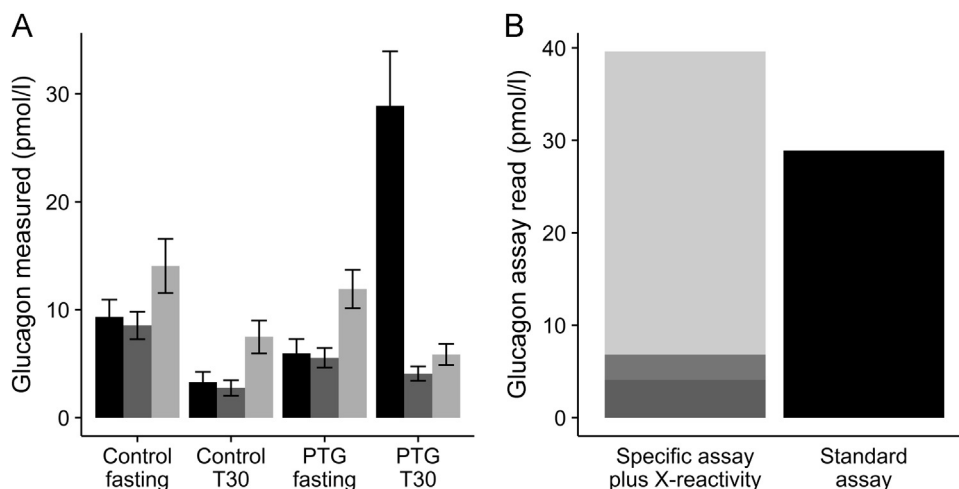 A
Glucagon measured (pmol/l)
30
20
10
0
Control
fasting
Control
T30
PTG
fasting
PTG
T30
B
Glucagon assay read (pmol/l)
40
30
20
10
0
Specific assay
plus X-reactivity
Standard
assay